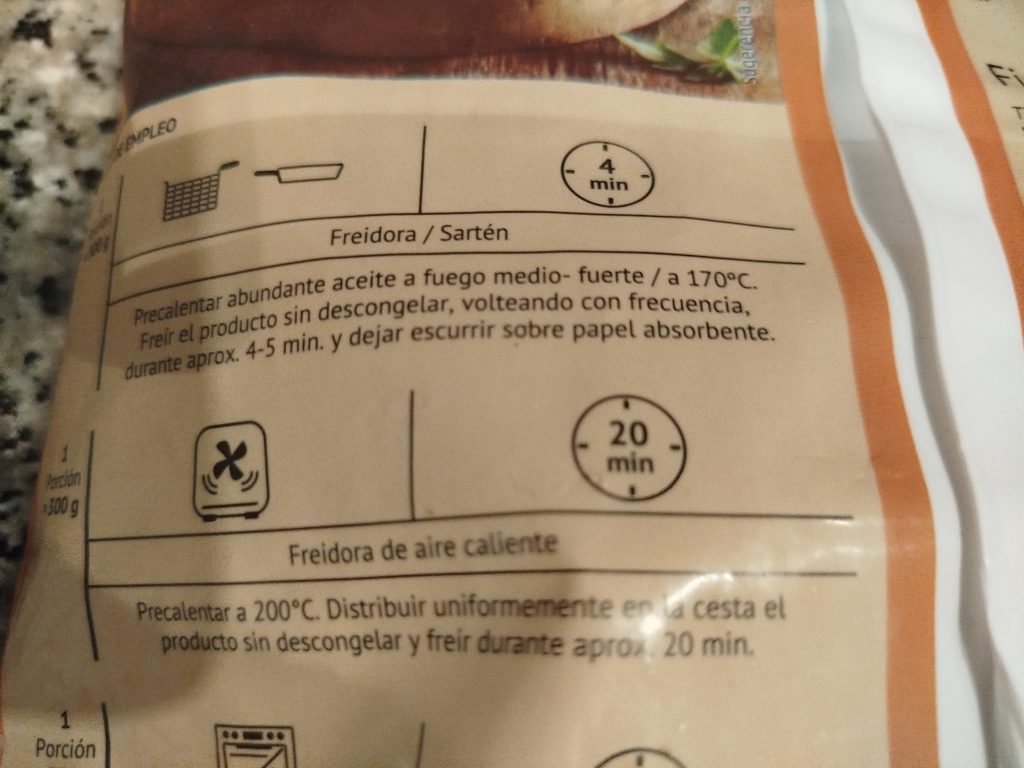 Sugerencia
DE EMPLEO
4
min
Freidora / Sartén
Precalentar abundante aceite a fuego medio- fuerte / a 170°C.
Freír el producto sin descongelar, volteando con frecuencia,
durante aprox. 4-5 min. y dejar escurrir sobre papel absorbente.
1
Porción
300 g
20
min
Freidora de aire caliente
Precalentar a 200°C. Distribuir uniformemente en la cesta el
producto sin descongelar y freír durante aprox. 20 min.
1
Porción